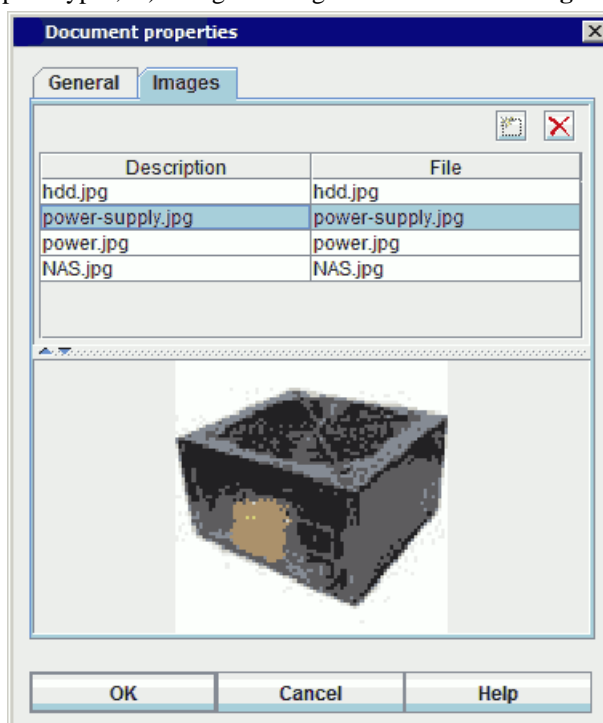 Document properties
General Images
Description File
hdd.jpg hdd.jpg
power-supply.jpg power-supply.jpg
power.jpg power.jpg
NAS.jpg NAS.jpg
OK Cancel Help